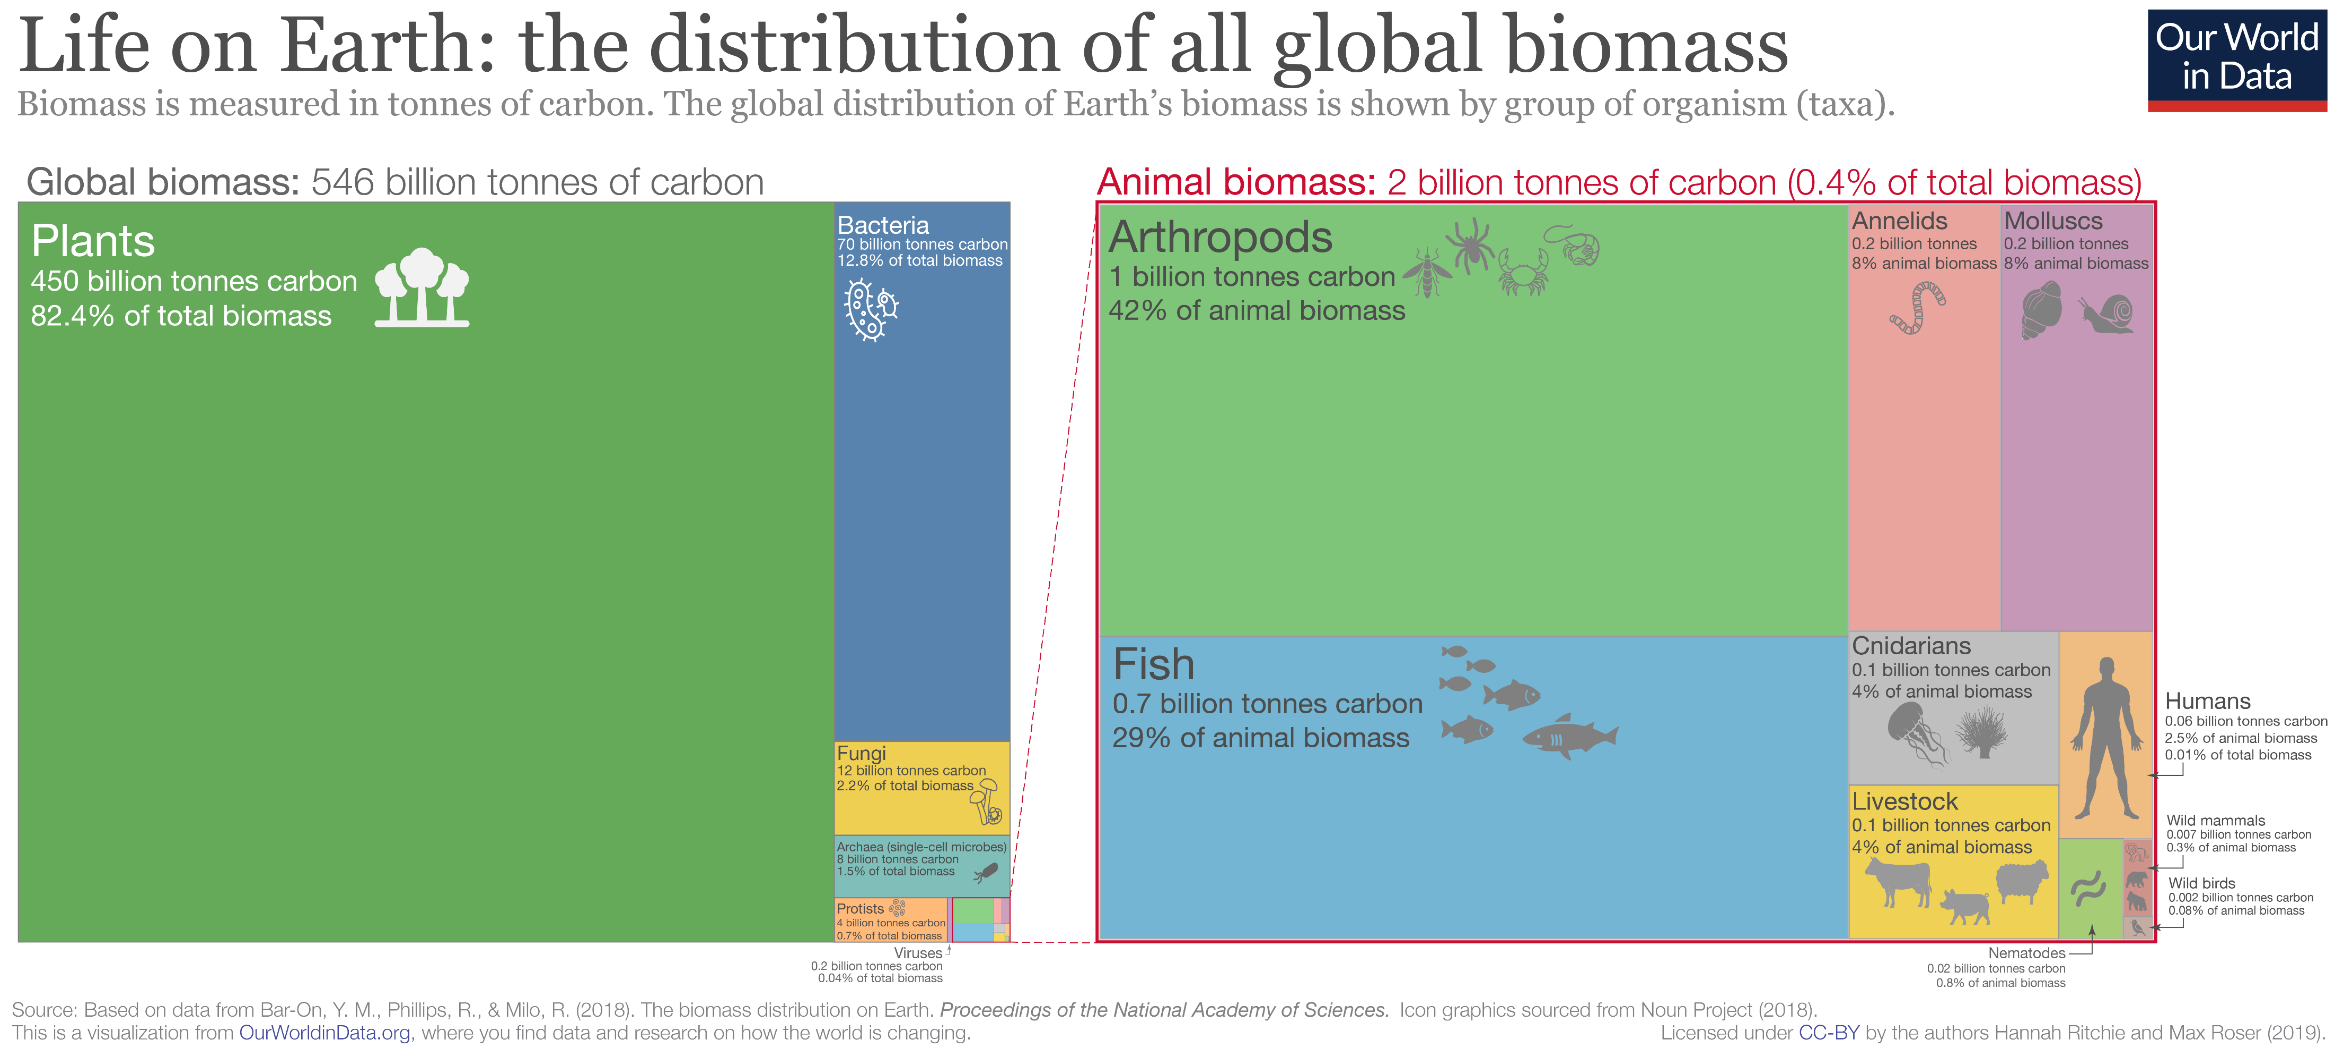 Life on Earth: the distribution of all global biomass
Biomass is measured in tonnes of carbon. The global distribution of Earth's biomass is shown by group of organism (taxa).
Our World
in Data
Global biomass: 546 billion tonnes of carbon
Plants
450 billion tonnes carbon
82.4% of total biomass
Bacteria
70 billion tonnes carbon
12.8% of total biomass
Fungi
12 billion tonnes carbon
2.2% of total biomass
Archaea (single-cell microbes)
8 billion tonnes carbon
1.5% of total biomass
Protists
4 billion tonnes carbon
0.7% of total biomass
Viruses
0.2 billion tonnes carbon
0.04% of total biomass
Animal biomass: 2 billion tonnes of carbon (0.4% of total biomass)
Arthropods
1 billion tonnes carbon
42% of animal biomass
Annelids
0.2 billion tonnes
8% animal biomass
Molluscs
0.2 billion tonnes
8% animal biomass
Fish
0.7 billion tonnes carbon
29% of animal biomass
Cnidarians
0.1 billion tonnes carbon
4% of animal biomass
Livestock
0.1 billion tonnes carbon
4% of animal biomass
Humans
0.06 billion tonnes carbon
2.5% of animal biomass
0.01% of total biomass
Wild mammals
0.007 billion tonnes carbon
0.3% of animal biomass
Wild birds
0.002 billion tonnes carbon
0.08% of animal biomass
Nematodes
0.02 billion tonnes carbon
0.8% of animal biomass
Source: Based on data from Bar-On, Y. M., Phillips, R., & Milo, R. (2018). The biomass distribution on Earth. Proceedings of the National Academy of Sciences. Icon graphics sourced from Noun Project (2018).
This is a visualization from OurWorldinData.org, where you find data and research on how the world is changing.
Licensed under CC-BY by the authors Hannah Ritchie and Max Roser (2019).